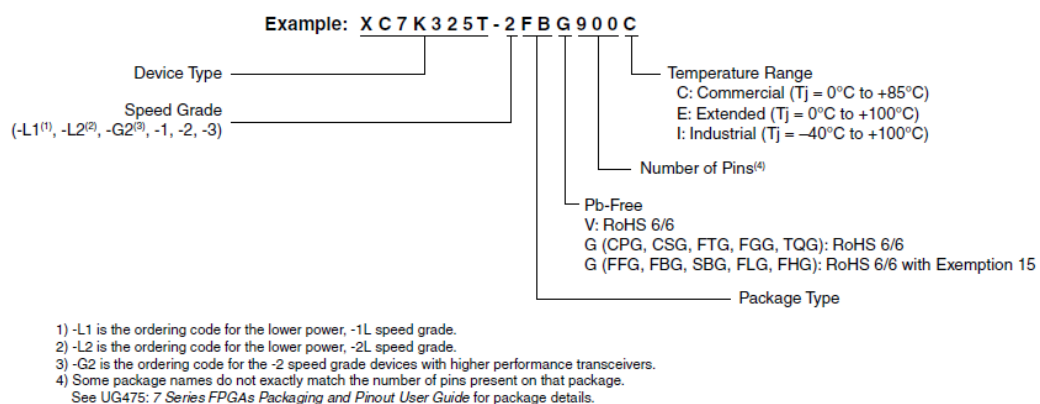 Example: XC7K325T-2FBG900C
Device Type
Speed Grade
(-L1(1), -L2(2), -G2(3), -1, -2, -3)
Temperature Range
C: Commercial (Tj = 0°C to +85°C)
E: Extended (Tj = 0°C to +100°C)
I: Industrial (Tj = –40°C to +100°C)
Number of Pins(4)
Pb-Free
V: RoHS 6/6
G (CPG, CSG, FTG, FGG, TQG): RoHS 6/6
G (FFG, FBG, SBG, FLG, FHG): RoHS 6/6 with Exemption 15
Package Type
1) -L1 is the ordering code for the lower power, -1L speed grade.
2) -L2 is the ordering code for the lower power, -2L speed grade.
3) -G2 is the ordering code for the -2 speed grade devices with higher performance transceivers.
4) Some package names do not exactly match the number of pins present on that package.
See UG475: 7 Series FPGAs Packaging and Pinout User Guide for package details.